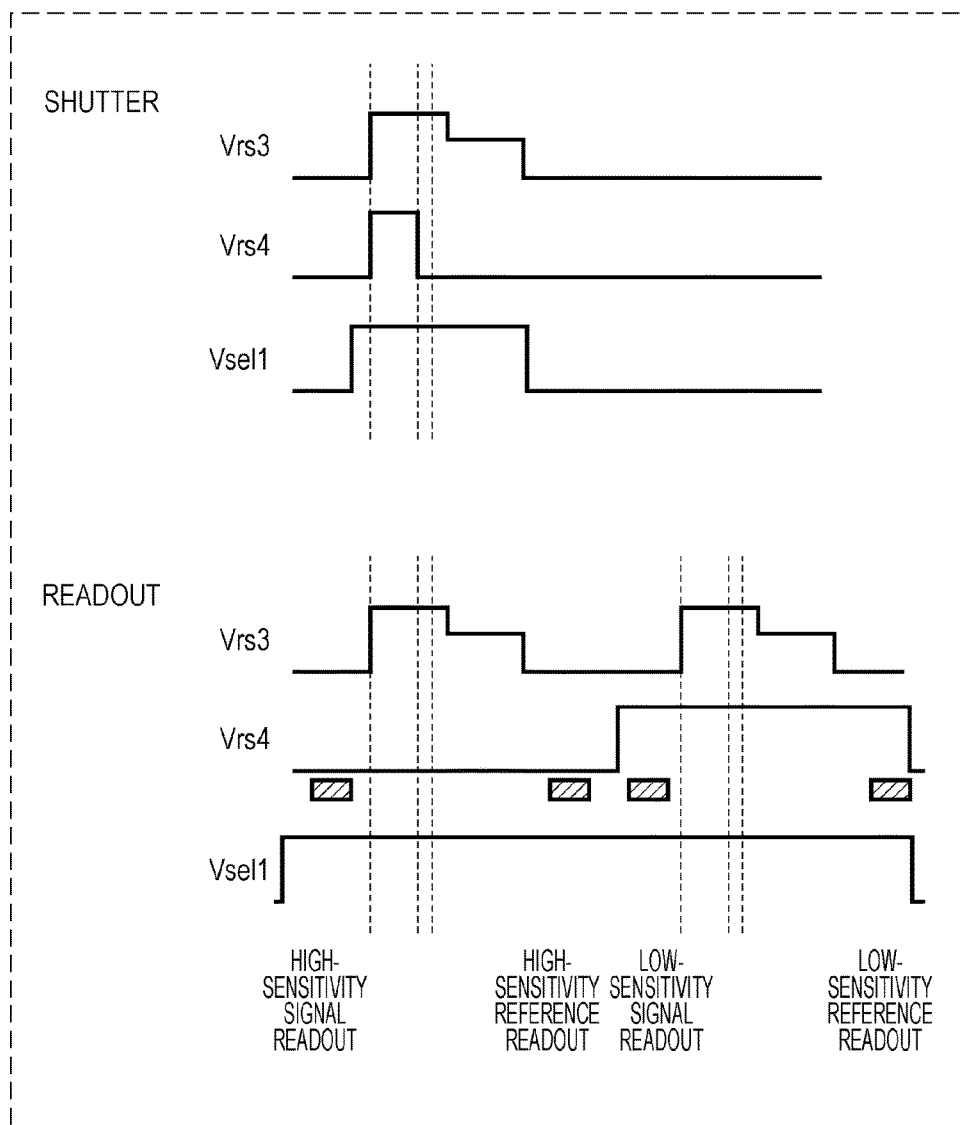 SHUTTER
Vrs3
Vrs4
Vsel1
READOUT
Vrs3
Vrs4
Vsel1
HIGH-
SENSITIVITY
SIGNAL
READOUT
HIGH-
SENSITIVITY
REFERENCE
READOUT
LOW-
SENSITIVITY
SIGNAL
READOUT
LOW-
SENSITIVITY
REFERENCE
READOUT